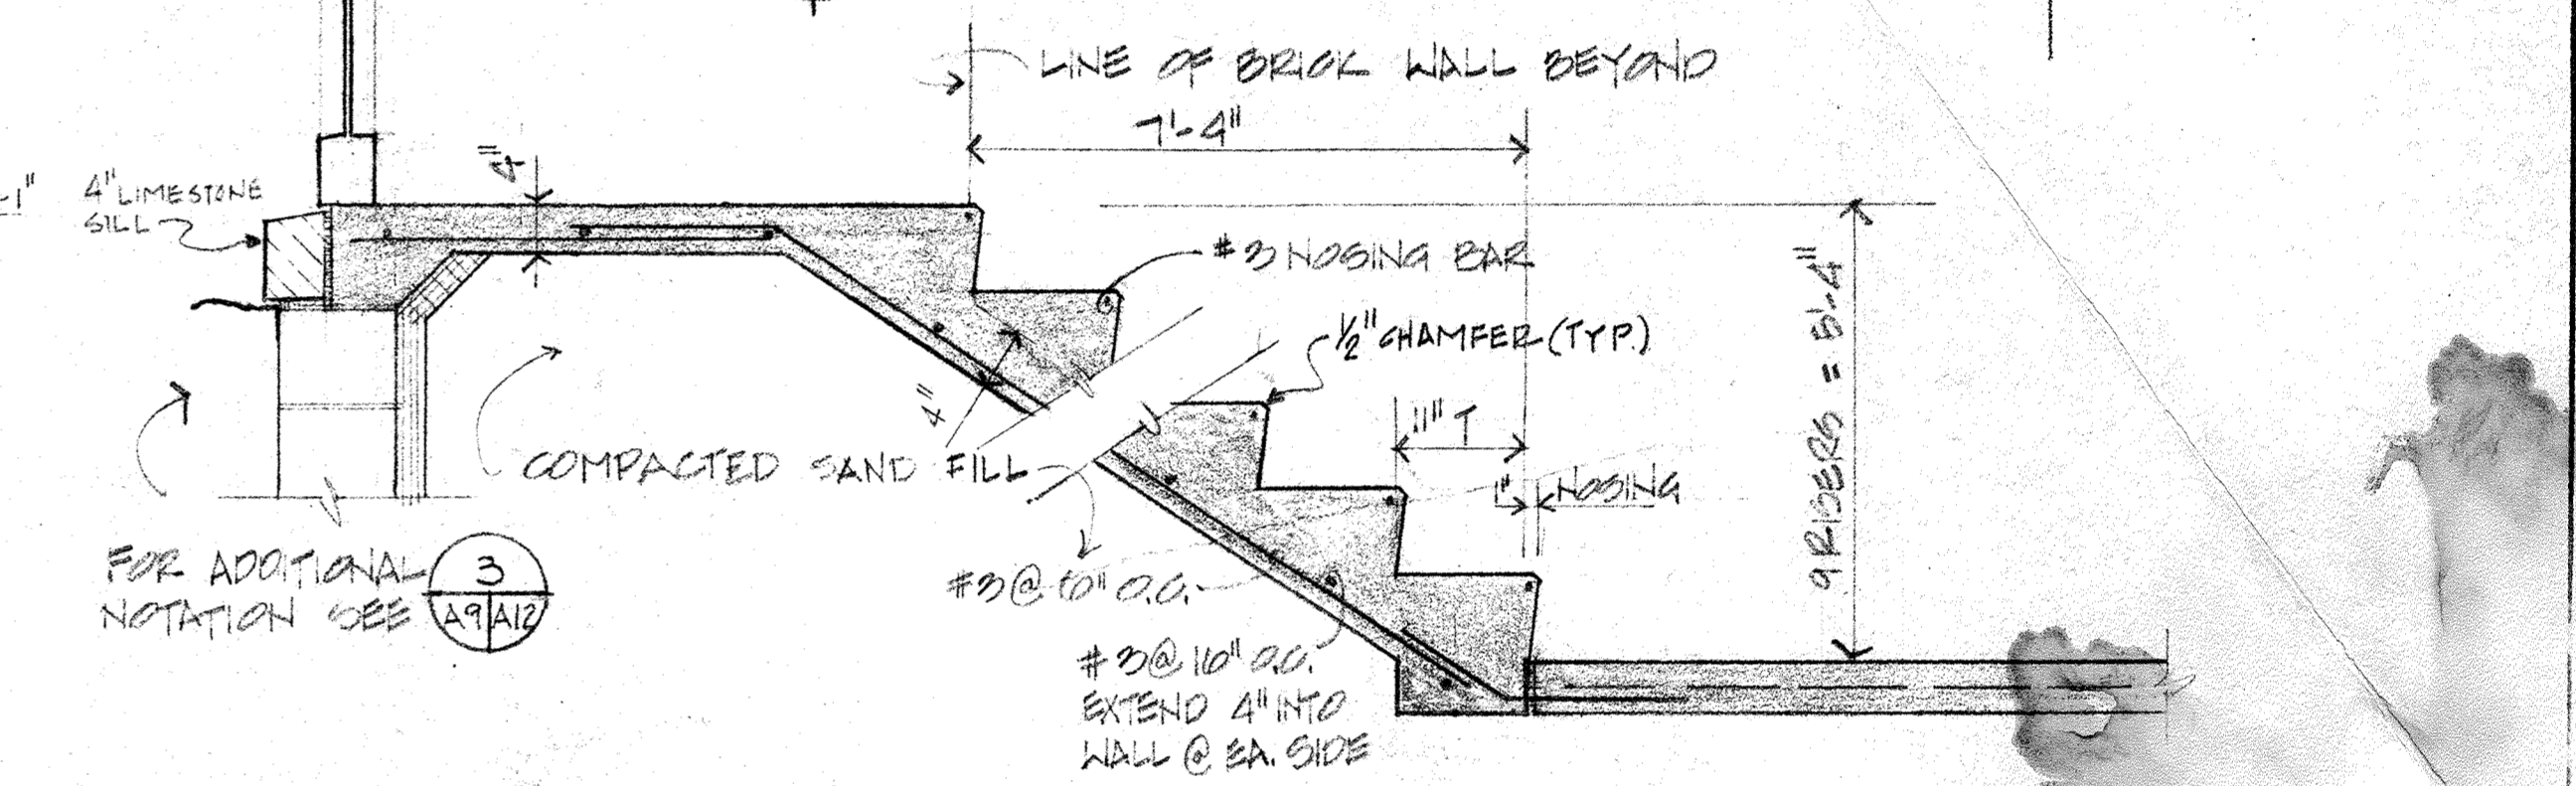 LINE OF BRICK WALL BEYOND
7'-4"
-1"
4" LIMESTONE
SILL
4"
#3 NOSING BAR
½" CHAMFER (TYP.)
9 RISERS = 5'-4"
4"
11" T
1" NOSING
COMPACTED SAND FILL
FOR ADDITIONAL
NOTATION SEE
3
A9 A12
#3 @ 16" O.C.
EXTEND 4" INTO
WALL @ EA. SIDE